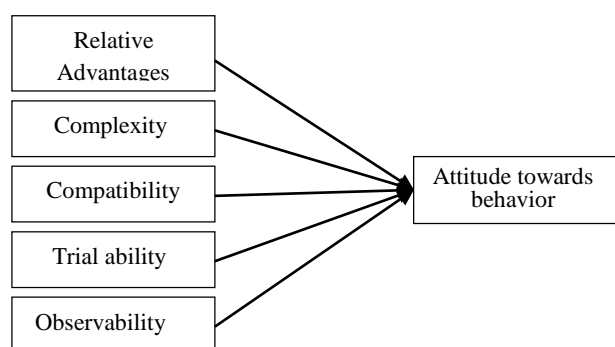 Relative
Advantages
Complexity
Compatibility
Trial ability
Observability
Attitude towards
behavior